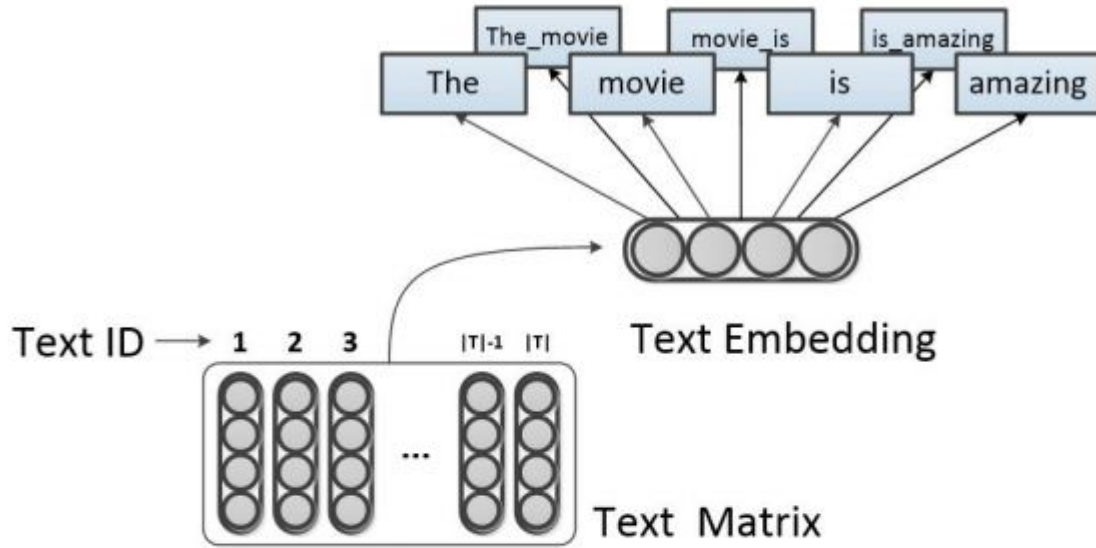 The_movie movie_is is_amazing
The movie is amazing
Text Embedding
Text ID 1 2 3 |T|-1 |T|
...
Text Matrix